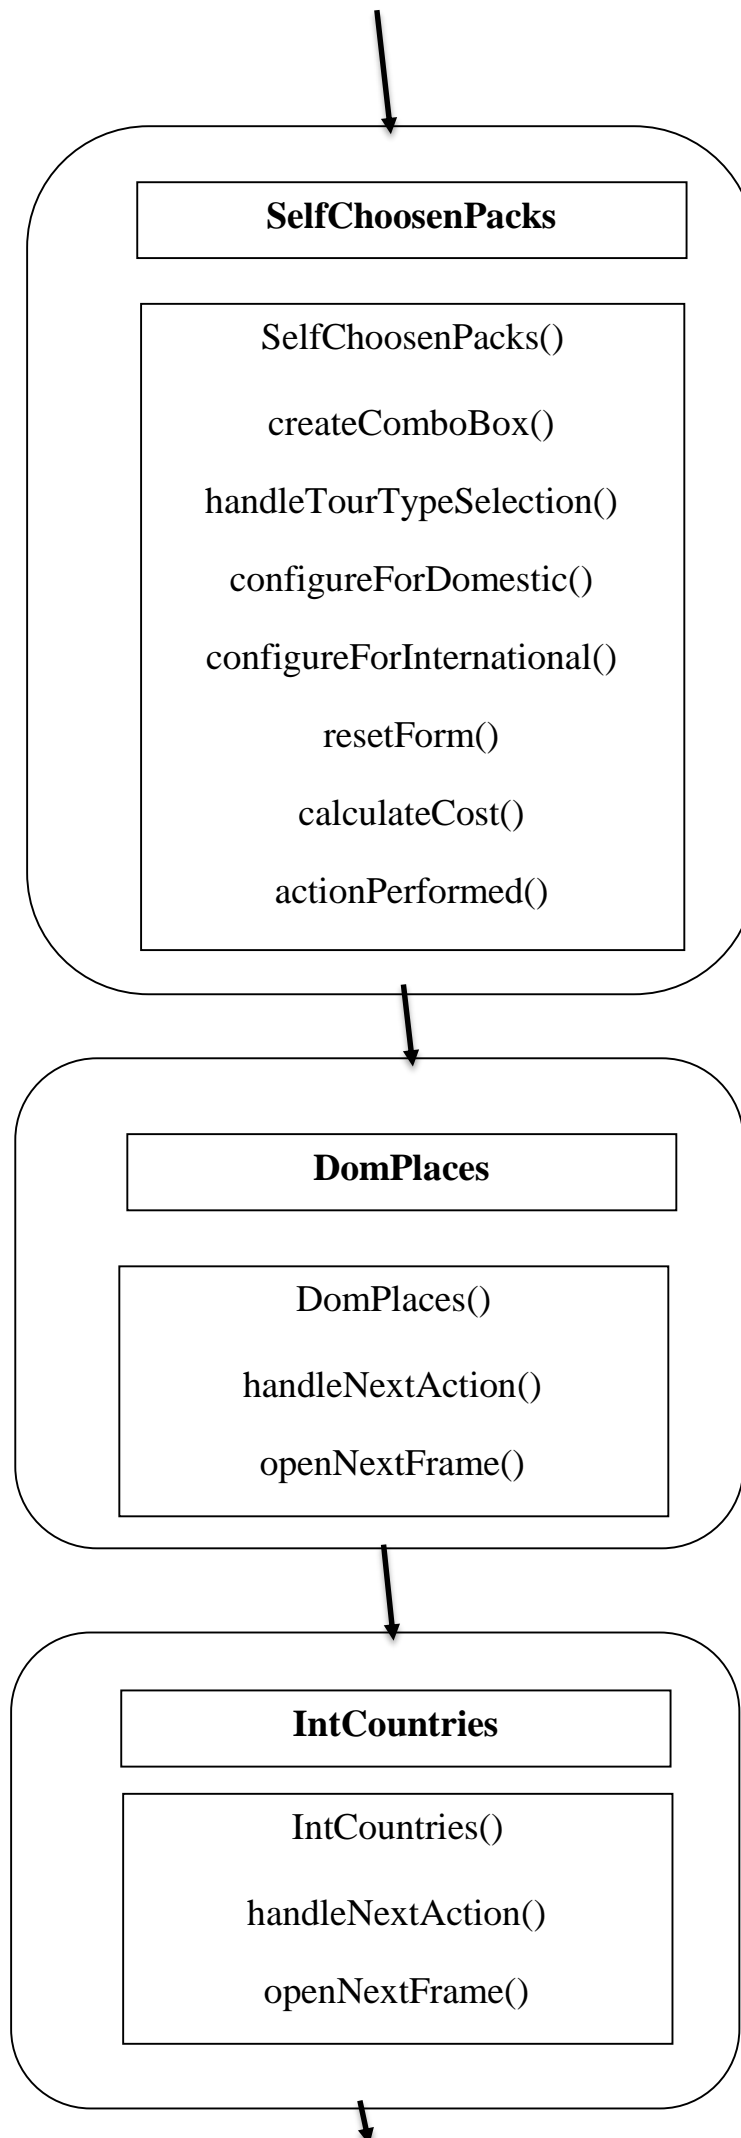 SelfChoosenPacks
SelfChoosenPacks()
createComboBox()
handleTourTypeSelection()
configureForDomestic()
configureForInternational()
resetForm()
calculateCost()
actionPerformed()
DomPlaces
DomPlaces()
handleNextAction()
openNextFrame()
IntCountries
IntCountries()
handleNextAction()
openNextFrame()